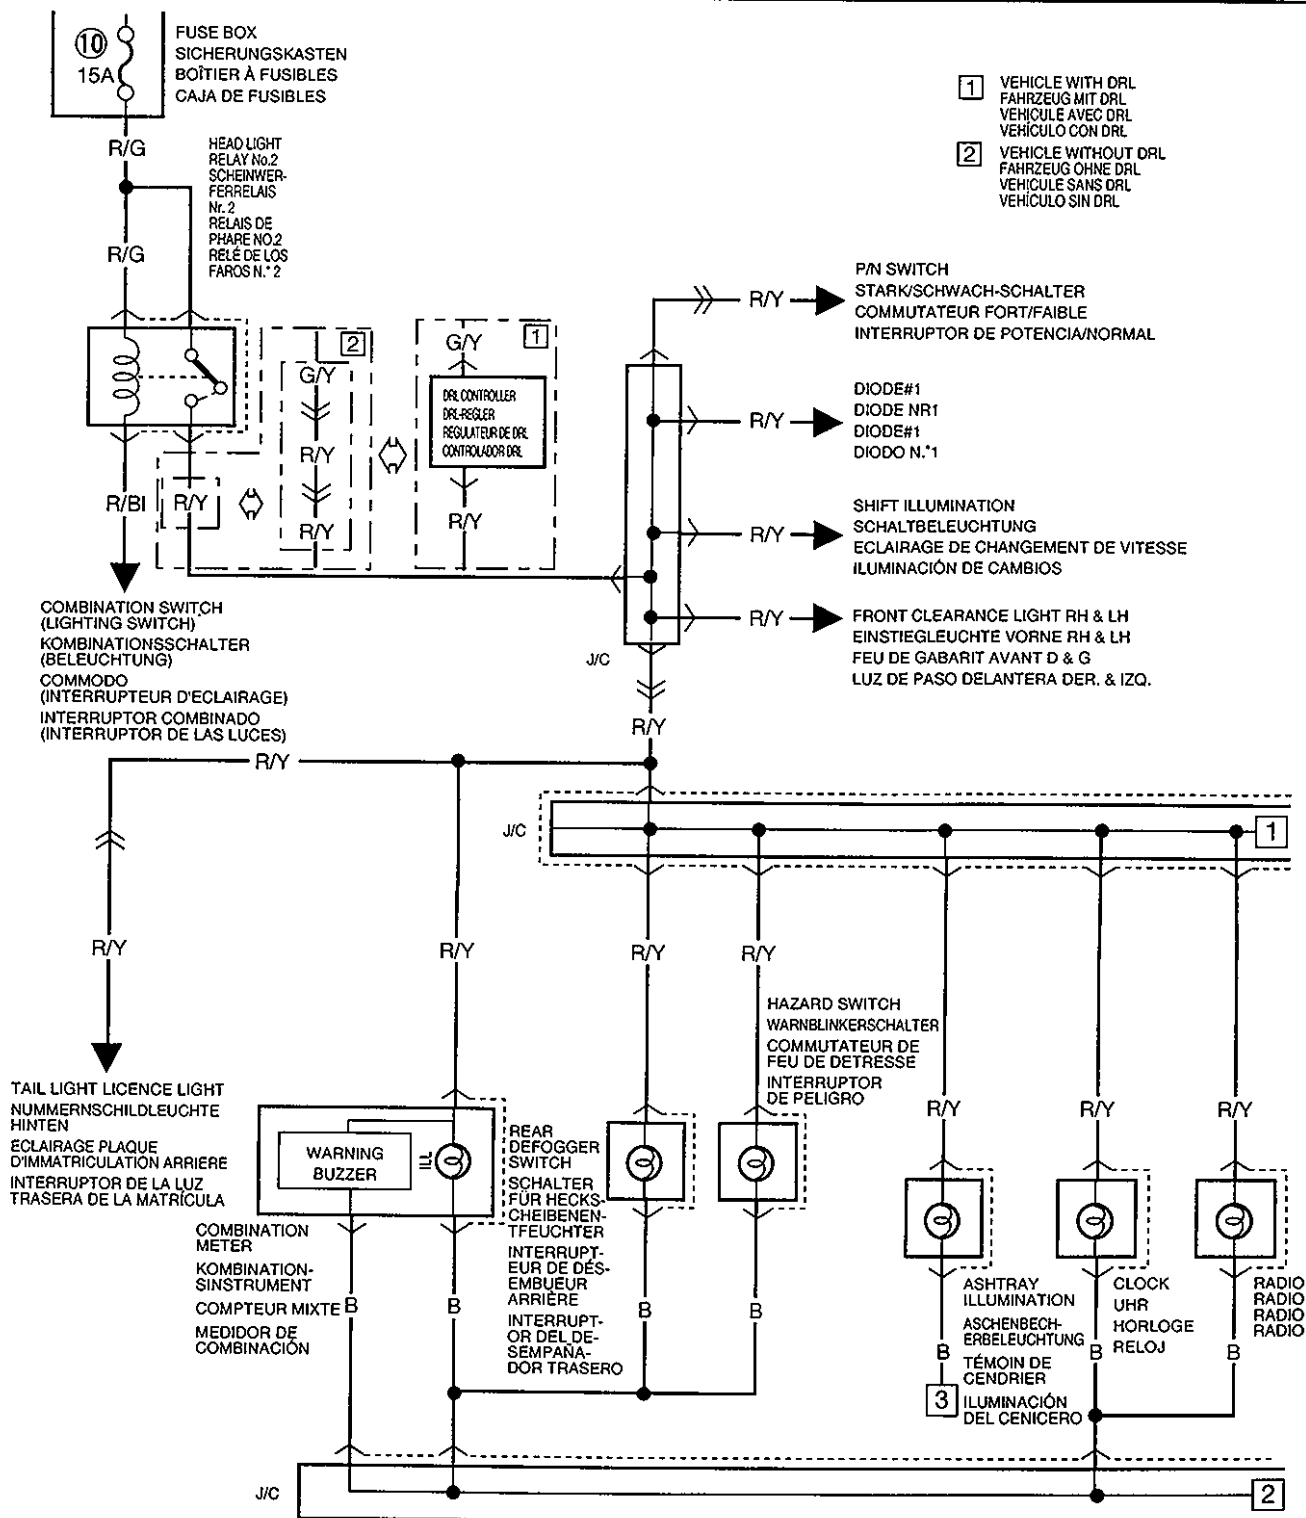 10
15A
FUSE BOX
SICHERUNGSKASTEN
BOÎTIER À FUSIBLES
CAJA DE FUSIBLES
1
VEHICLE WITH DRL
FAHRZEUG MIT DRL
VEHICULE AVEC DRL
VEHÍCULO CON DRL
2
VEHICLE WITHOUT DRL
FAHRZEUG OHNE DRL
VEHICULE SANS DRL
VEHÍCULO SIN DRL
R/G
HEAD LIGHT
RELAY No.2
SCHEINWER-
FERRELAIS
Nr. 2
RELAIS DE
PHARE NO.2
RELÉ DE LOS
FAROS N.° 2
R/G
R/Y
P/N SWITCH
STARK/SCHWACH-SCHALTER
COMMUTATEUR FORT/FAIBLE
INTERRUPTOR DE POTENCIA/NORMAL
2
G/Y
R/Y
R/Y
1
G/Y
DRL CONTROLLER
DRL-REGLER
REGULATEUR DE DRL
CONTROLADOR DRL
R/Y
R/Y
DIODE#1
DIODE NR1
DIODE#1
DIODO N.°1
R/Bl
R/Y
R/Y
SHIFT ILLUMINATION
SCHALTBELEUCHTUNG
ECLAIRAGE DE CHANGEMENT DE VITESSE
ILUMINACIÓN DE CAMBIOS
R/Y
FRONT CLEARANCE LIGHT RH & LH
EINSTIEGLEUCHTE VORNE RH & LH
FEU DE GABARIT AVANT D & G
LUZ DE PASO DELANTERA DER. & IZQ.
J/C
COMBINATION SWITCH
(LIGHTING SWITCH)
KOMBINATIONSSCHALTER
(BELEUCHTUNG)
COMMODO
(INTERRUPTEUR D'ECLAIRAGE)
INTERRUPTOR COMBINADO
(INTERRUPTOR DE LAS LUCES)
R/Y
R/Y
J/C
1
R/Y
R/Y
R/Y
R/Y
HAZARD SWITCH
WARNBLINKERSCHALTER
COMMUTATEUR DE
FEU DE DETRESSE
INTERRUPTOR
DE PELIGRO
R/Y
R/Y
R/Y
TAIL LIGHT LICENCE LIGHT
NUMMERNSCHILDLEUCHTE
HINTEN
ECLAIRAGE PLAQUE
D'IMMATRICULATION ARRIERE
INTERRUPTOR DE LA LUZ
TRASERA DE LA MATRÍCULA
WARNING
BUZZER
ILL
REAR
DEFOGGER
SWITCH
SCHALTER
FÜR HECKS-
CHEIBENEN-
TFEUCHTER
INTERRUPT-
EUR DE DÉS-
EMBUEUR
ARRIÈRE
INTERRUPT-
OR DEL DE-
SEMPAÑA-
DOR TRASERO
COMBINATION
METER
KOMBINATION-
SINSTRUMENT
COMPTEUR MIXTE
MEDIDOR DE
COMBINACIÓN
B
B
B
B
ASHTRAY
ILLUMINATION
ASCHENBECH-
ERBELEUCHTUNG
TÉMOIN DE
CENDRIER
ILUMINACIÓN
DEL CENICERO
CLOCK
UHR
HORLOGE
RELOJ
RADIO
RADIO
RADIO
RADIO
B
B
B
3
J/C
2